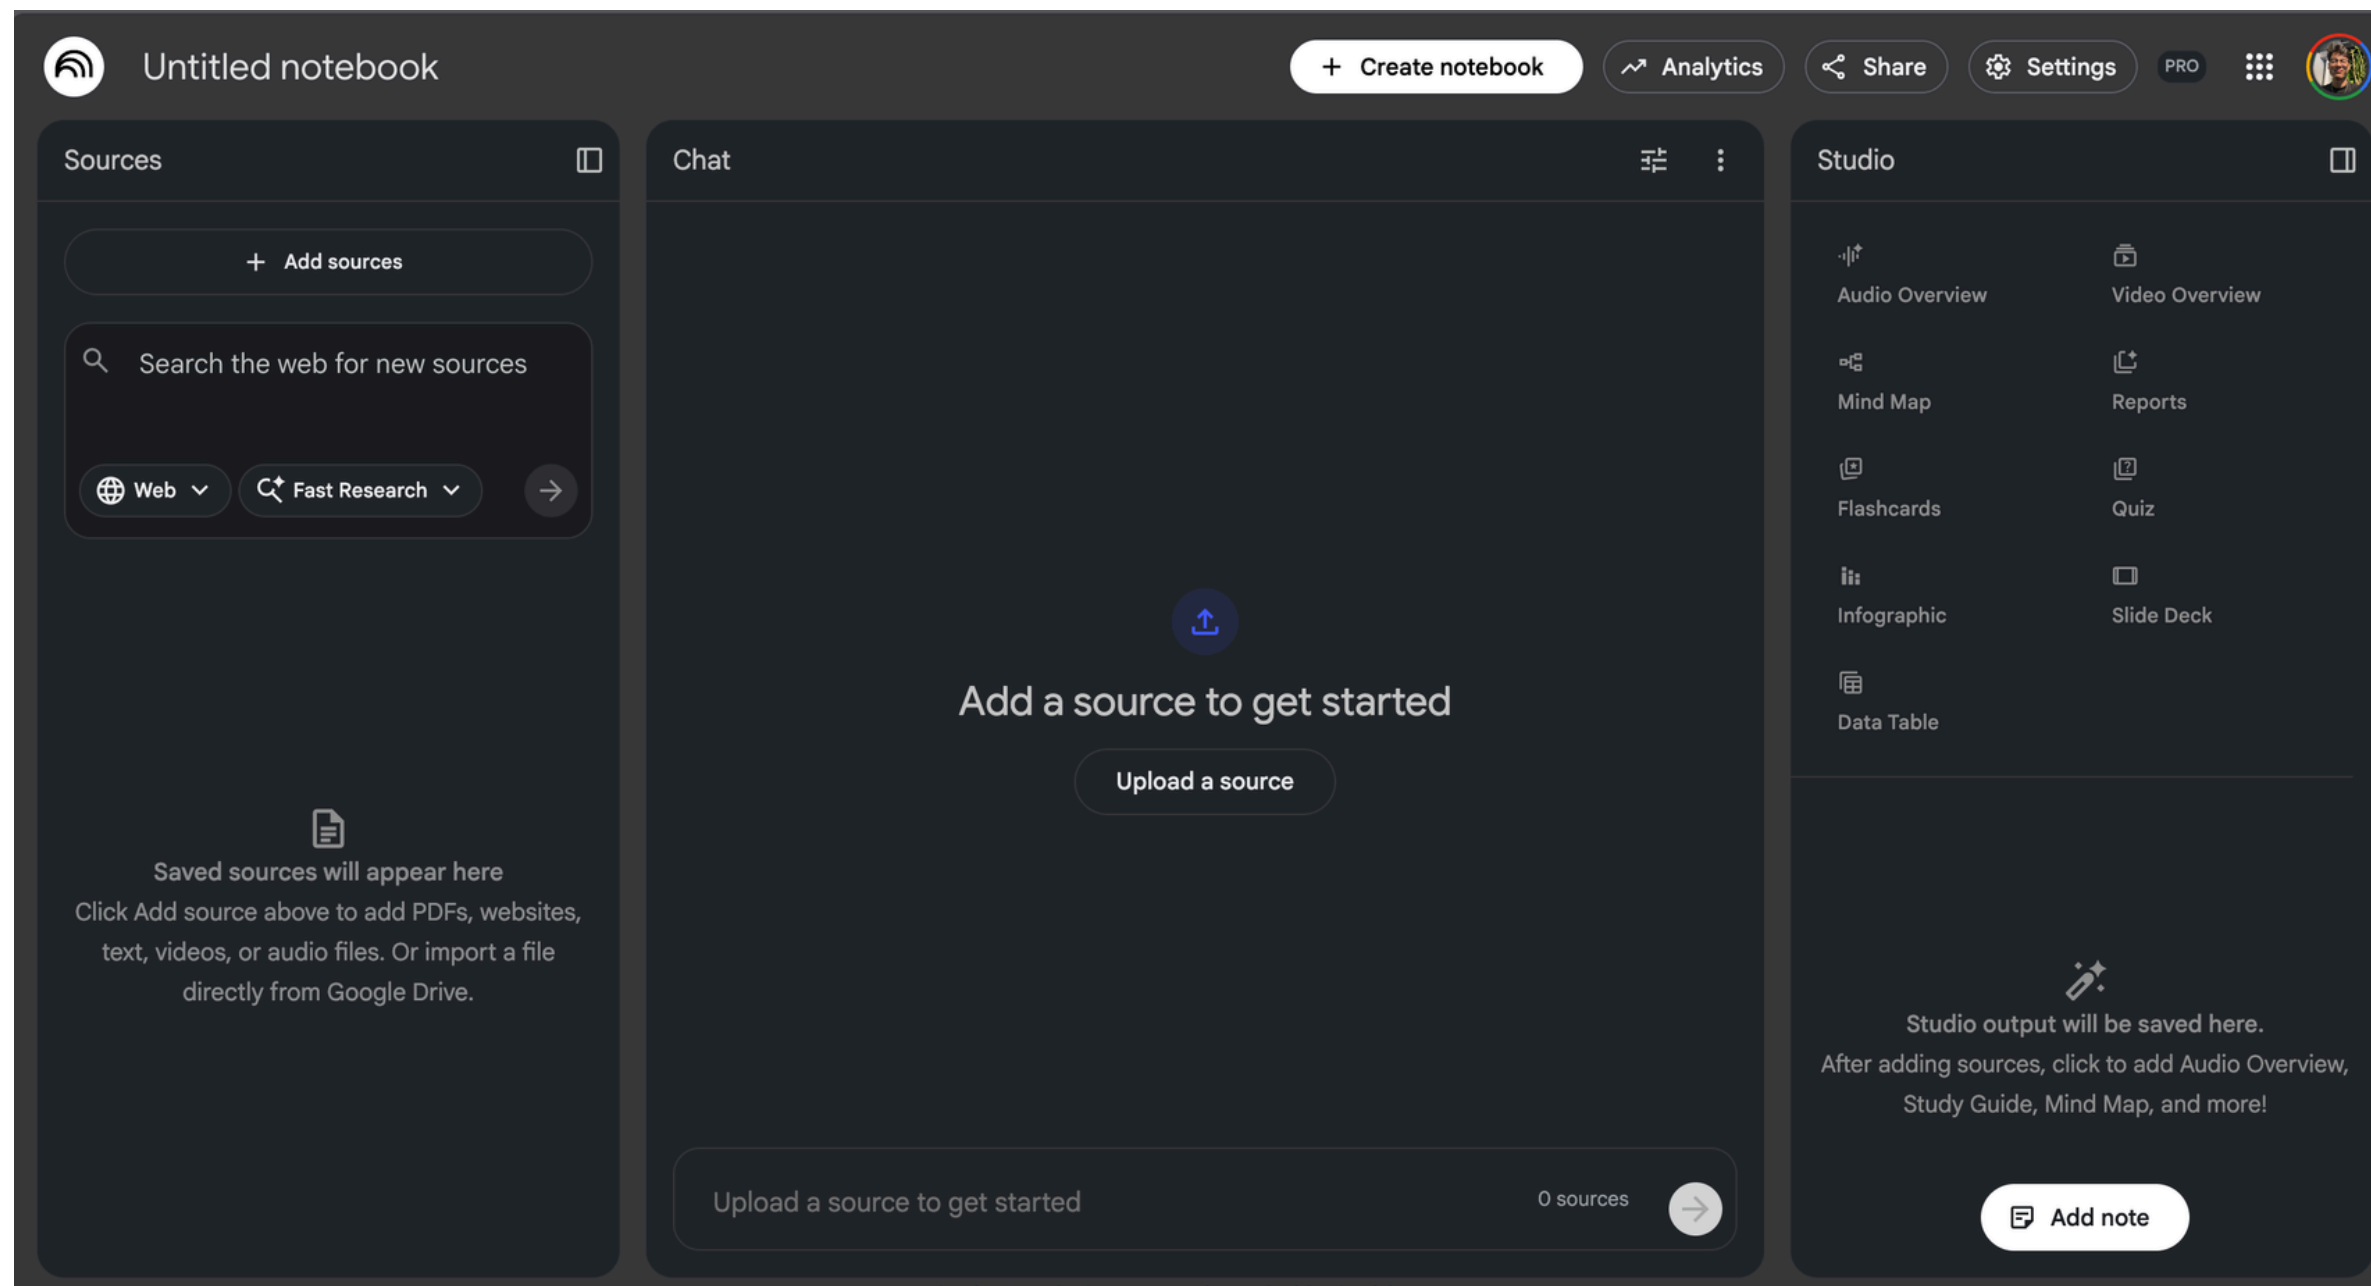 Untitled notebook
Create notebook
Analytics
Share
Settings
PRO
Sources
Add sources
Search the web for new sources
Web
Fast Research
Saved sources will appear here
Click Add source above to add PDFs, websites,
text, videos, or audio files. Or import a file
directly from Google Drive.
Chat
Add a source to get started
Upload a source
Upload a source to get started
0 sources
Studio
Audio Overview
Video Overview
Mind Map
Reports
Flashcards
Quiz
Infographic
Slide Deck
Data Table
Studio output will be saved here.
After adding sources, click to add Audio Overview,
Study Guide, Mind Map, and more!
Add note